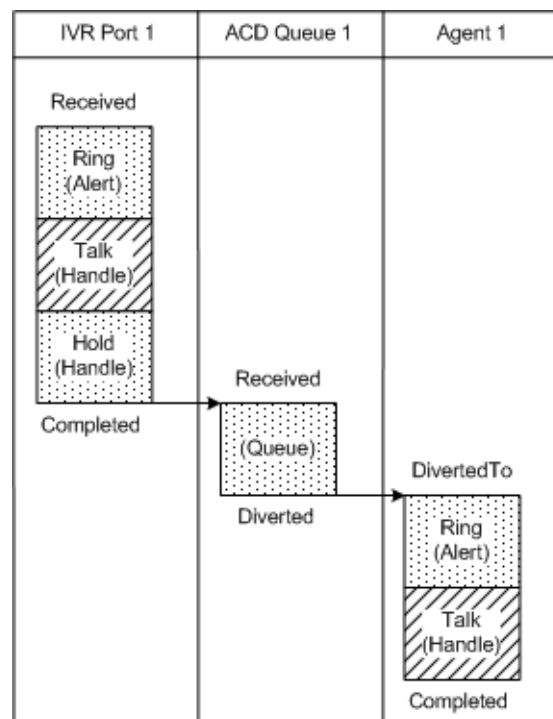 IVR Port 1
ACD Queue 1
Agent 1
Received
Ring
(Alert)
Talk
(Handle)
Hold
(Handle)
Completed
Received
(Queue)
Diverted
DivertedTo
Ring
(Alert)
Talk
(Handle)
Completed